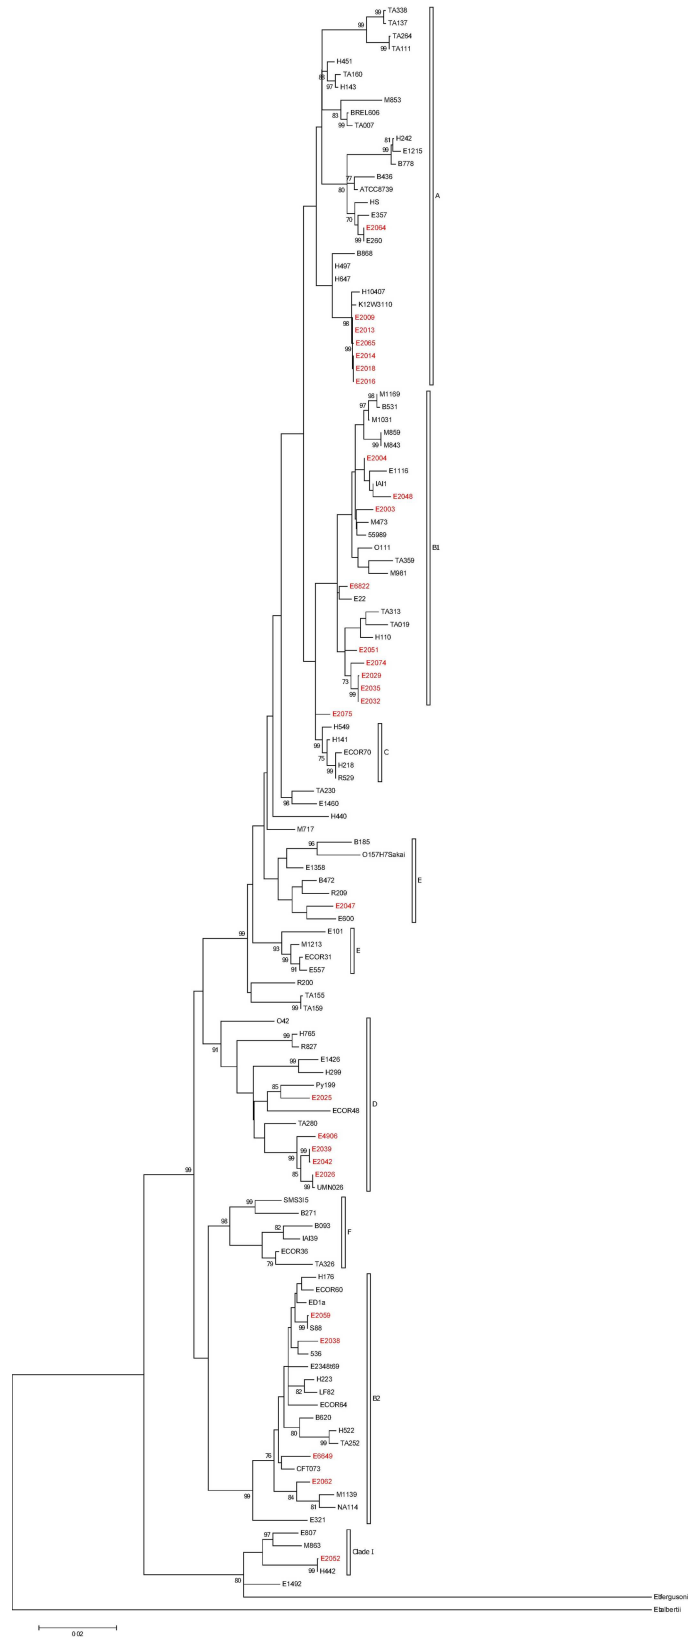 TA338
99
TA137
TA264
99
TA111
H451
88
TA160
97
H143
M853
83
BREL606
99
TA007
81
H242
99
E1215
B778
77
B436
80
ATCC8739
HS
70
E357
E2064
99
E260
A
B868
H497
H647
H10407
K12W3110
98
E2009
E2013
E2065
99
E2014
E2018
E2016
98
M1169
97
B531
M1031
M859
99
M843
E2004
E1116
IAI1
E2048
E2003
M473
55989
O111
B1
TA359
M981
E6822
E22
TA313
TA019
H110
E2051
E2074
73
E2029
99
E2035
E2032
E2075
H549
99
H141
75
ECOR70
C
99
H218
R529
TA230
96
E1460
H440
M717
96
B185
O157H7Sakai
E1358
B472
E
R209
E2047
E600
99
E101
93
M1213
99
ECOR31
E
91
E557
R200
TA155
99
TA159
O42
91
99
H765
R827
99
E1426
H299
85
Py199
E2025
D
ECOR48
TA280
E4906
99
99
E2039
E2042
85
E2026
99
UMN026
99
99
SMS3I5
98
B271
82
B093
F
IAI39
ECOR36
79
TA326
H176
ECOR60
ED1a
E2059
99
S88
E2038
536
E2348t69
H223
82
LF82
B2
ECOR64
B620
80
H522
99
TA252
76
E6649
CFT073
E2062
99
84
M1139
81
NA114
E321
97
E807
M863
Clade I
E2052
99
H442
80
E1492
Efergusoni
Ealbertii
002